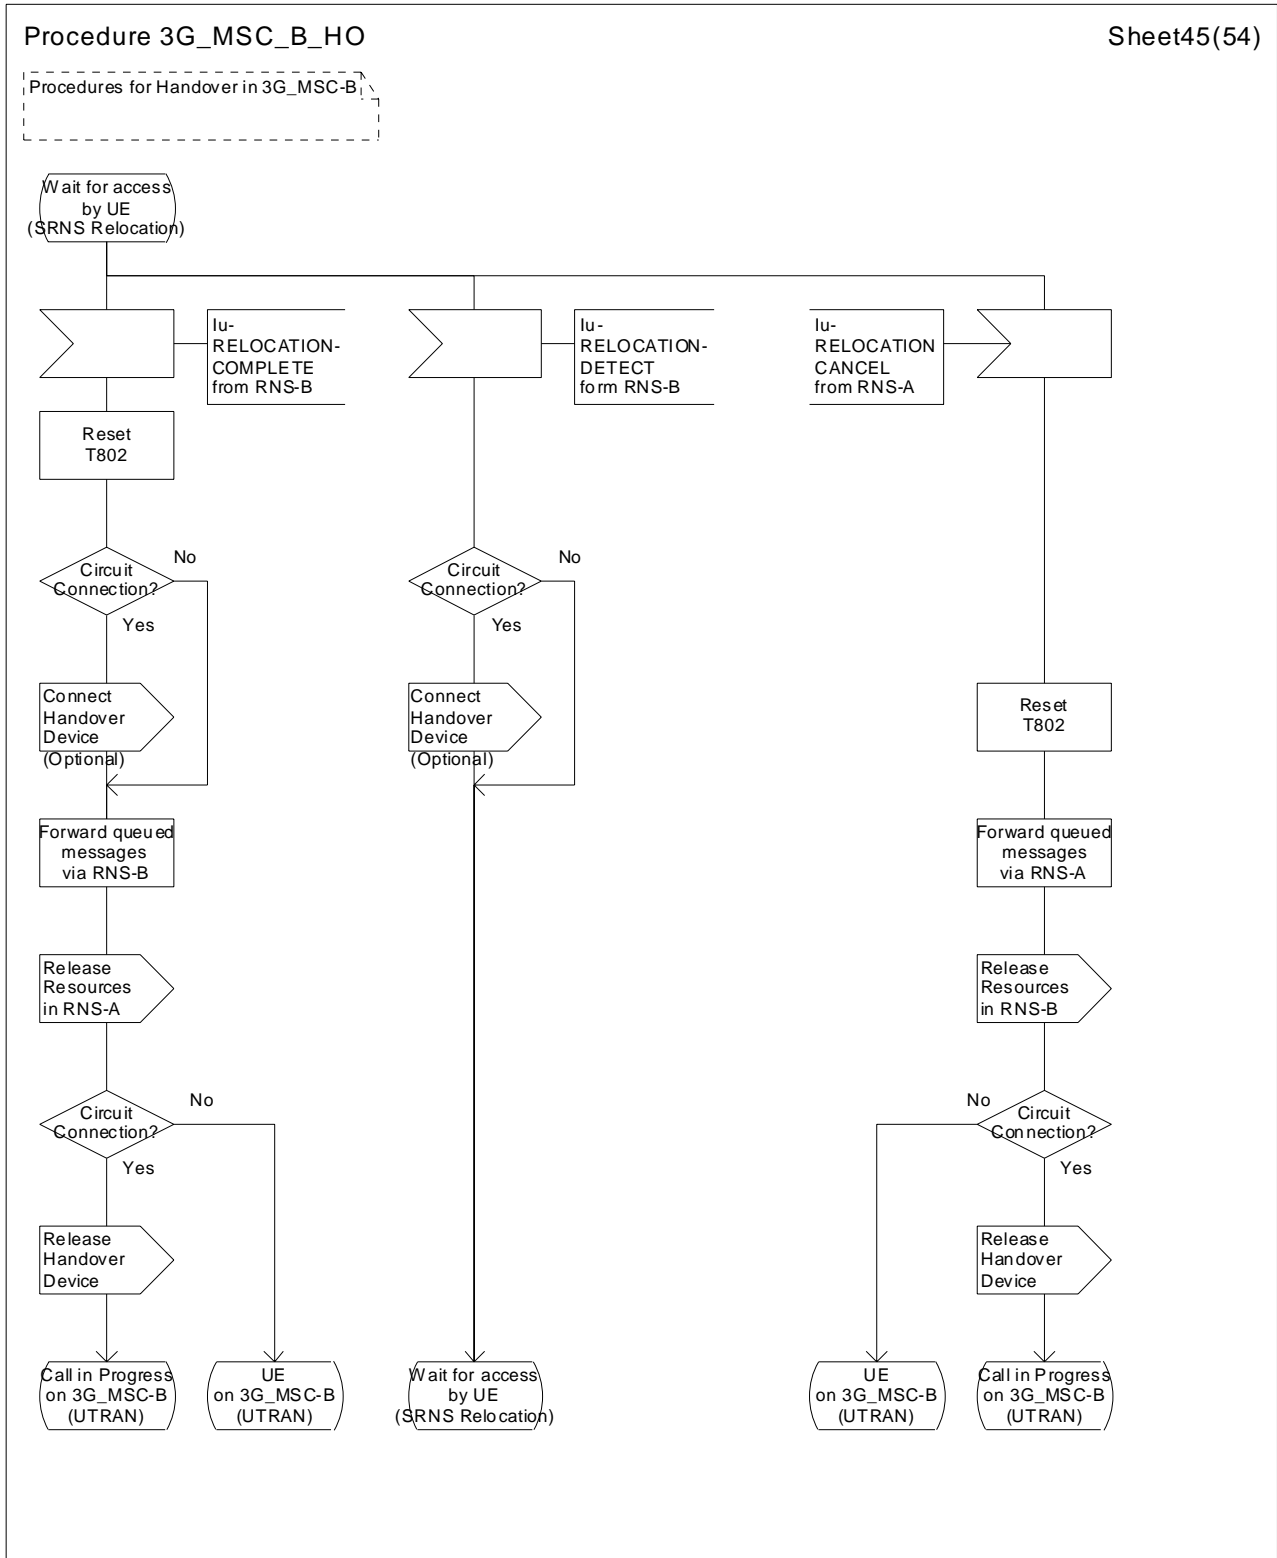 Procedure 3G_MSC_B_HO
Sheet45(54)
Procedures for Handover in 3G_MSC-B
Wait for access
by UE
(SRNS Relocation)
Iu-
RELOCATION-
COMPLETE
from RNS-B
Iu-
RELOCATION-
DETECT
form RNS-B
Iu-
RELOCATION
CANCEL
from RNS-A
Reset
T802
Circuit
Connection?
No
Yes
Circuit
Connection?
No
Yes
Connect
Handover
Device
(Optional)
Connect
Handover
Device
(Optional)
Reset
T802
Forward queued
messages
via RNS-B
Forward queued
messages
via RNS-A
Release
Resources
in RNS-A
Release
Resources
in RNS-B
Circuit
Connection?
No
Yes
No
Circuit
Connection?
Yes
Release
Handover
Device
Release
Handover
Device
Call in Progress
on 3G_MSC-B
(UTRAN)
UE
on 3G_MSC-B
(UTRAN)
Wait for access
by UE
(SRNS Relocation)
UE
on 3G_MSC-B
(UTRAN)
Call in Progress
on 3G_MSC-B
(UTRAN)